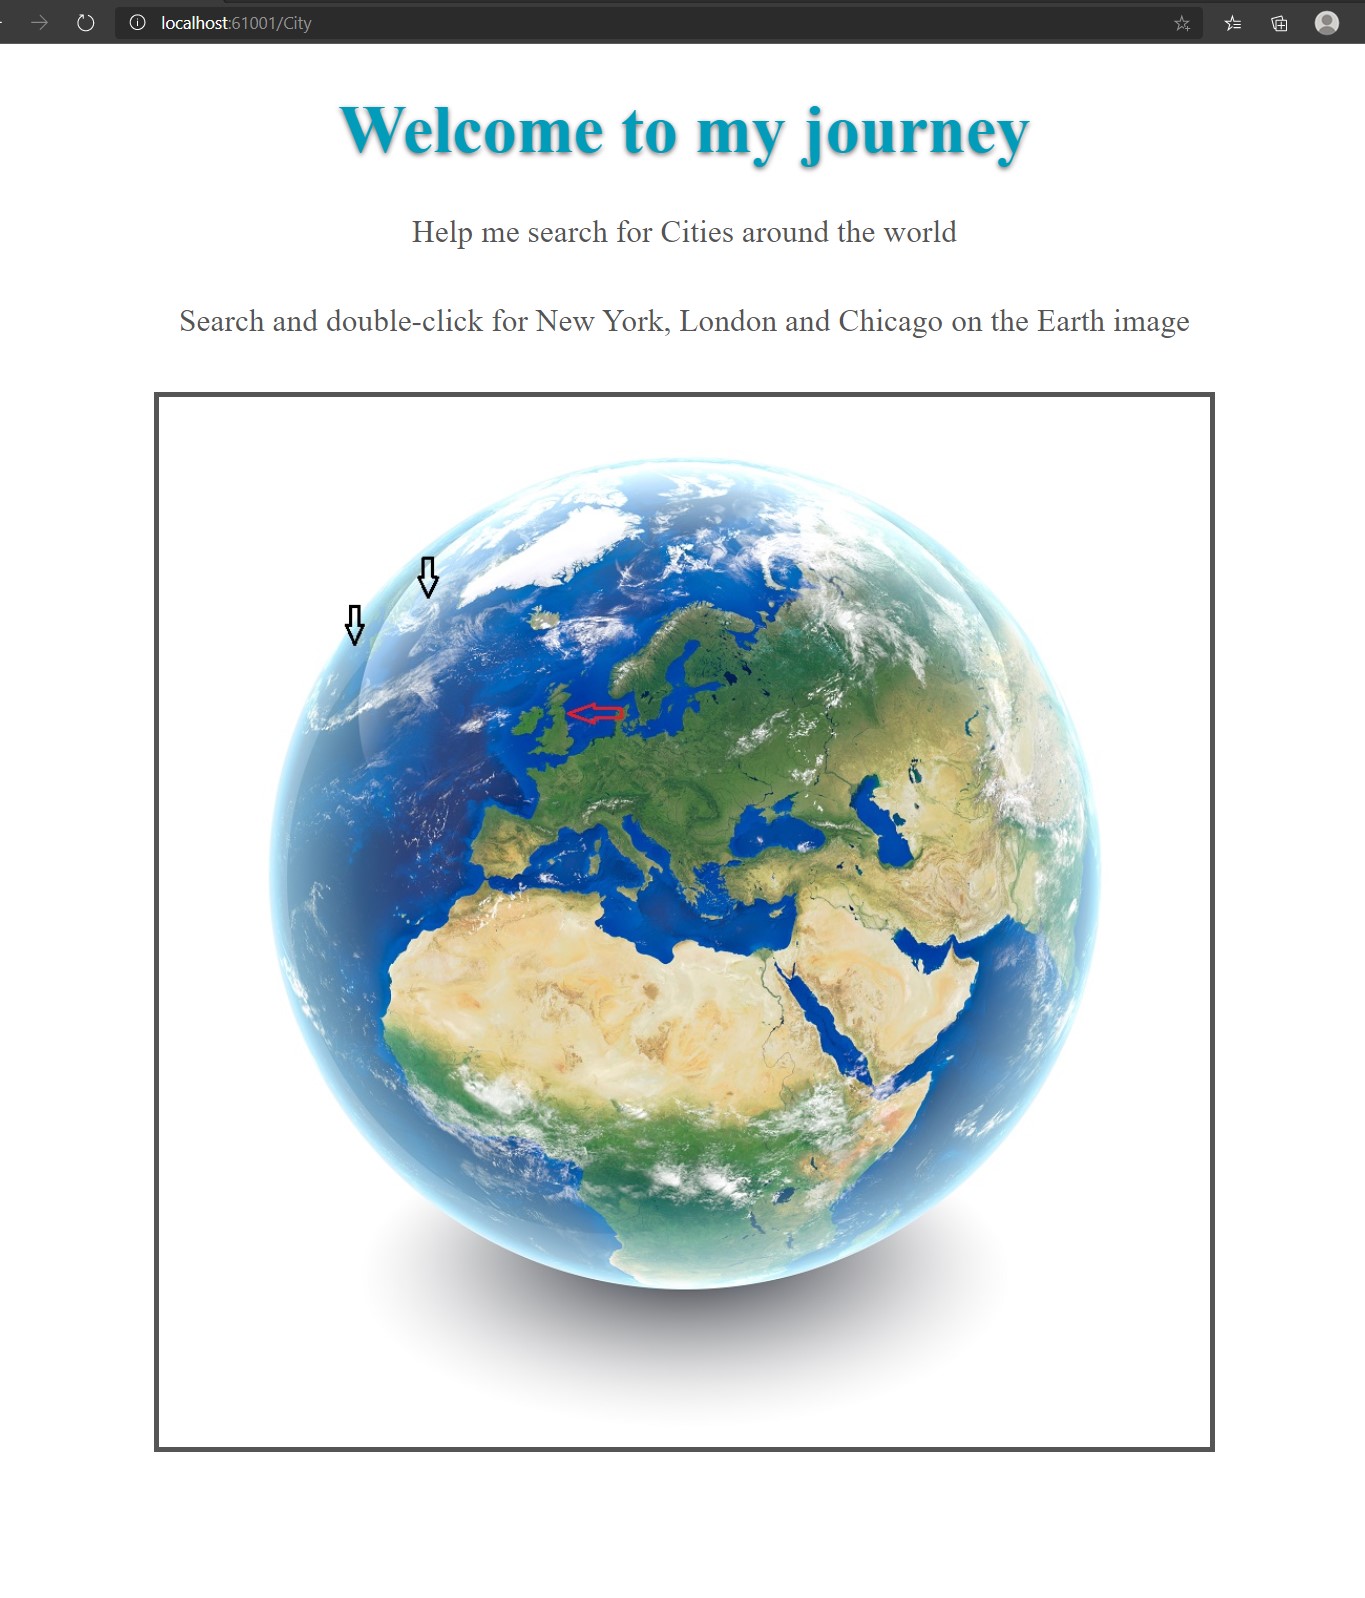 localhost:61001/City
Welcome to my journey
Help me search for Cities around the world
Search and double-click for New York, London and Chicago on the Earth image